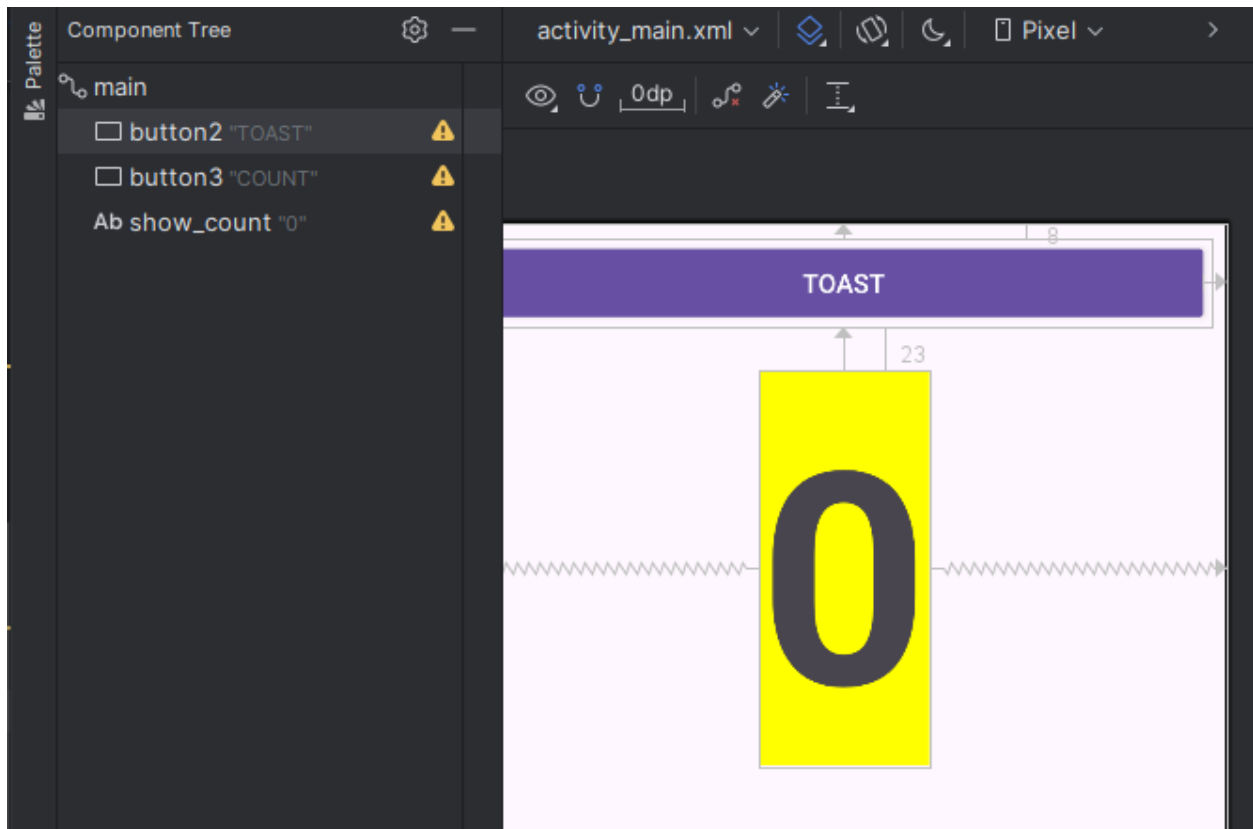 Palette
Component Tree
activity_main.xml
Pixel
main
0dp
button2 "TOAST"
button3 "COUNT"
Ab show_count "0"
8
TOAST
23
0